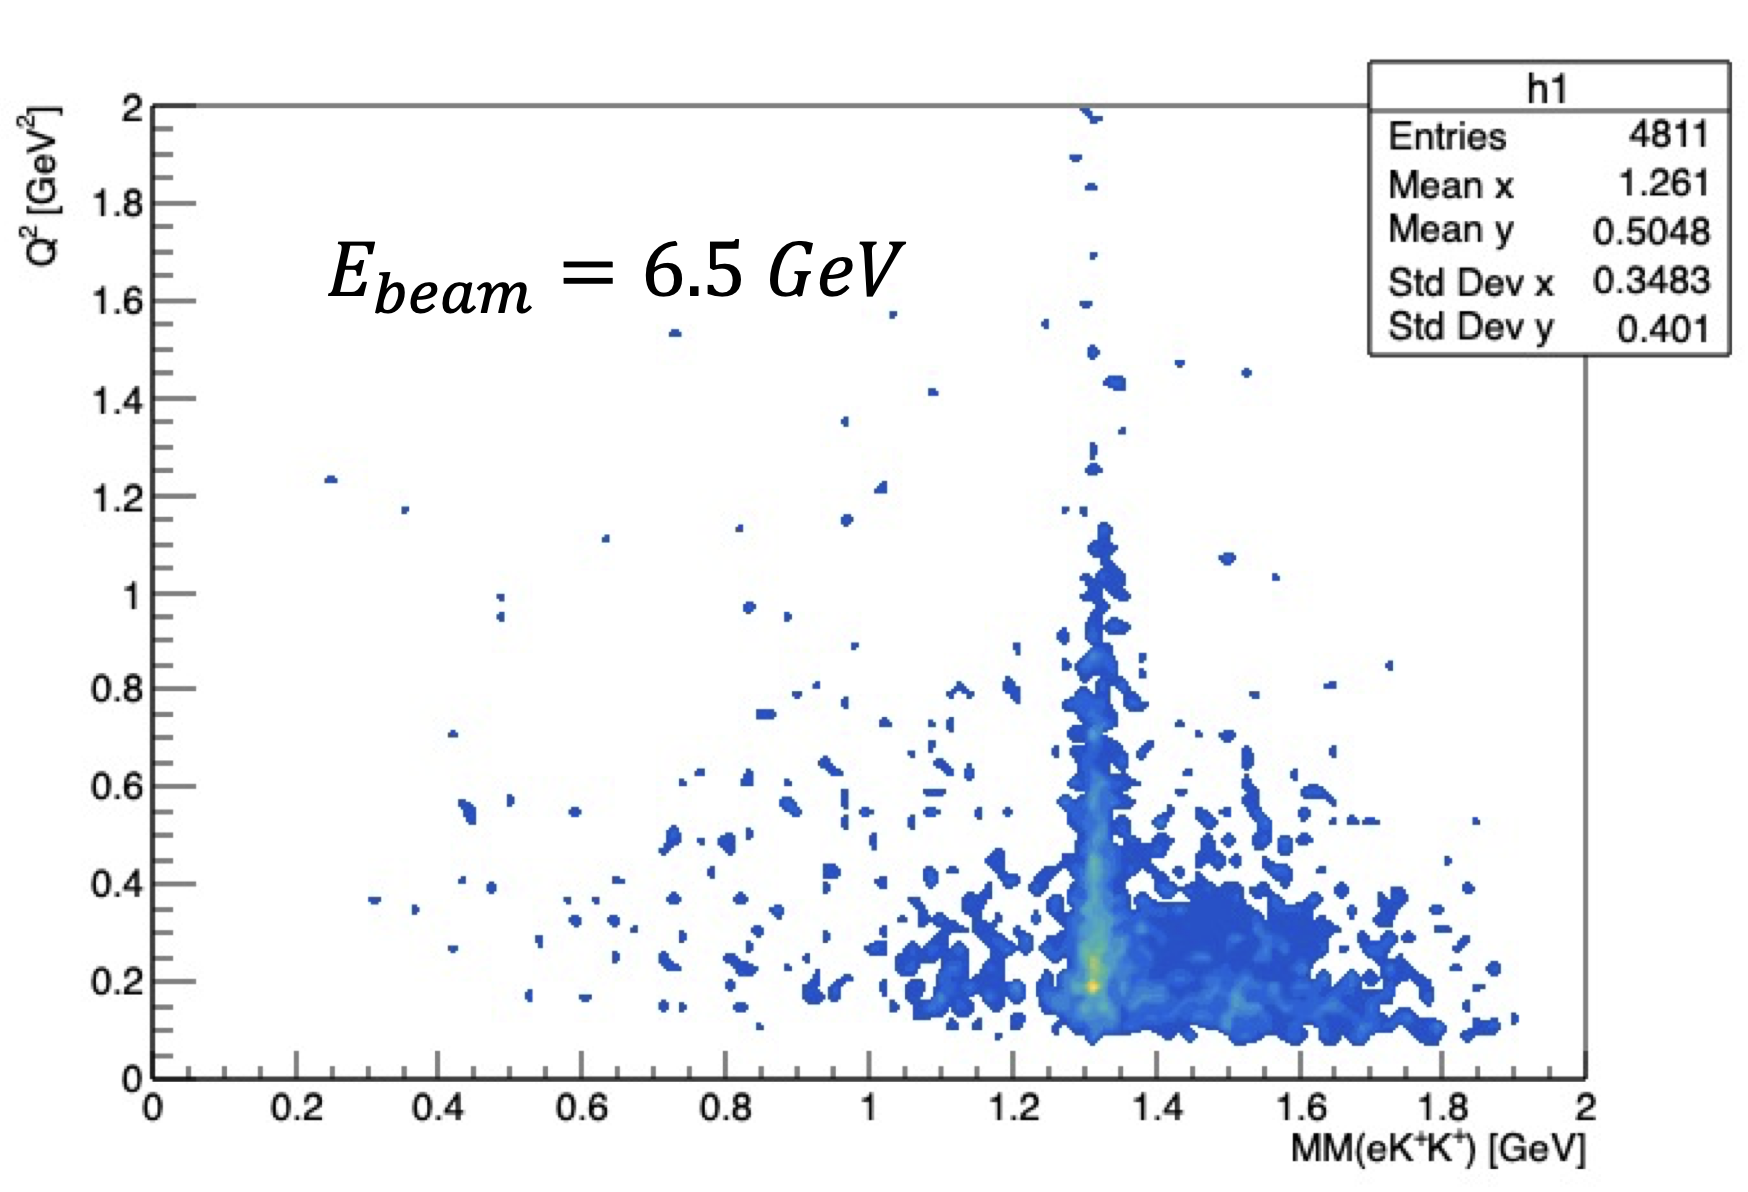 h1
Entries 4811
Mean x 1.261
Mean y 0.5048
Std Dev x 0.3483
Std Dev y 0.401
Q² [GeV²]
E_beam = 6.5 GeV
2
1.8
1.6
1.4
1.2
1
0.8
0.6
0.4
0.2
0
0 0.2 0.4 0.6 0.8 1 1.2 1.4 1.6 1.8 2
MM(eK⁺K⁺) [GeV]